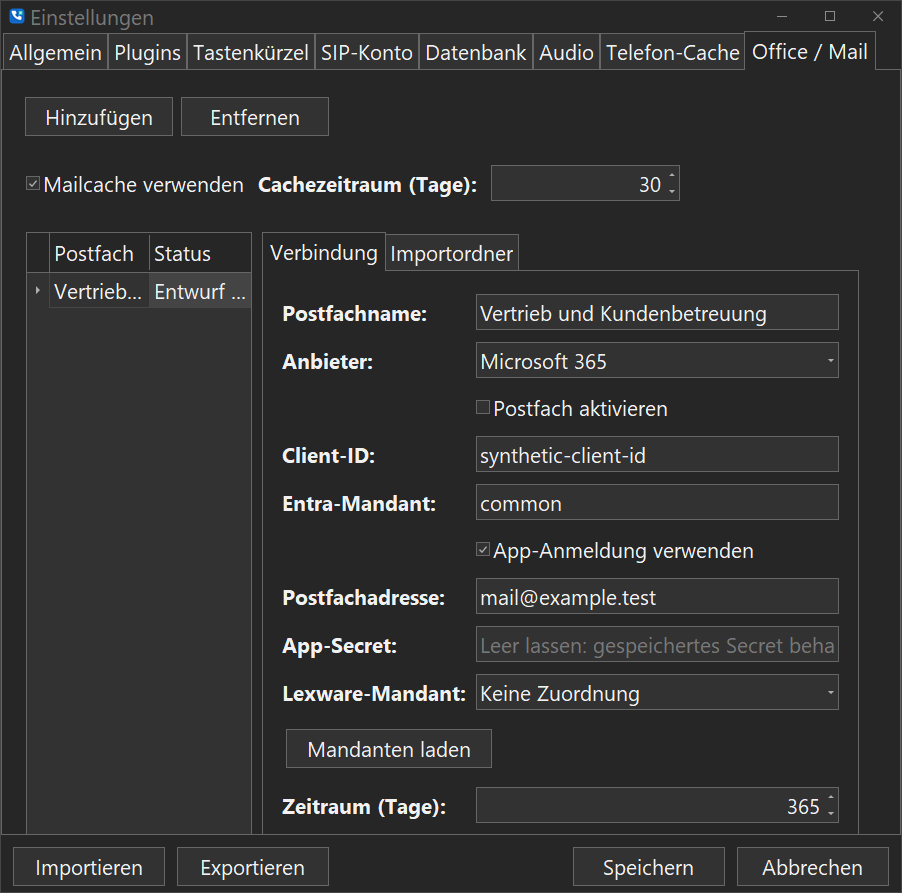 Einstellungen
Allgemein Plugins Tastenkürzel SIP-Konto Datenbank Audio Telefon-Cache Office / Mail
Hinzufügen Entfernen
Mailcache verwenden Cachezeitraum (Tage): 30
Postfach Status
Vertrieb... Entwurf ...
Verbindung Importordner
Postfachname: Vertrieb und Kundenbetreuung
Anbieter: Microsoft 365
Postfach aktivieren
Client-ID: synthetic-client-id
Entra-Mandant: common
App-Anmeldung verwenden
Postfachadresse: mail@example.test
App-Secret: Leer lassen: gespeichertes Secret beha
Lexware-Mandant: Keine Zuordnung
Mandanten laden
Zeitraum (Tage): 365
Importieren Exportieren Speichern Abbrechen